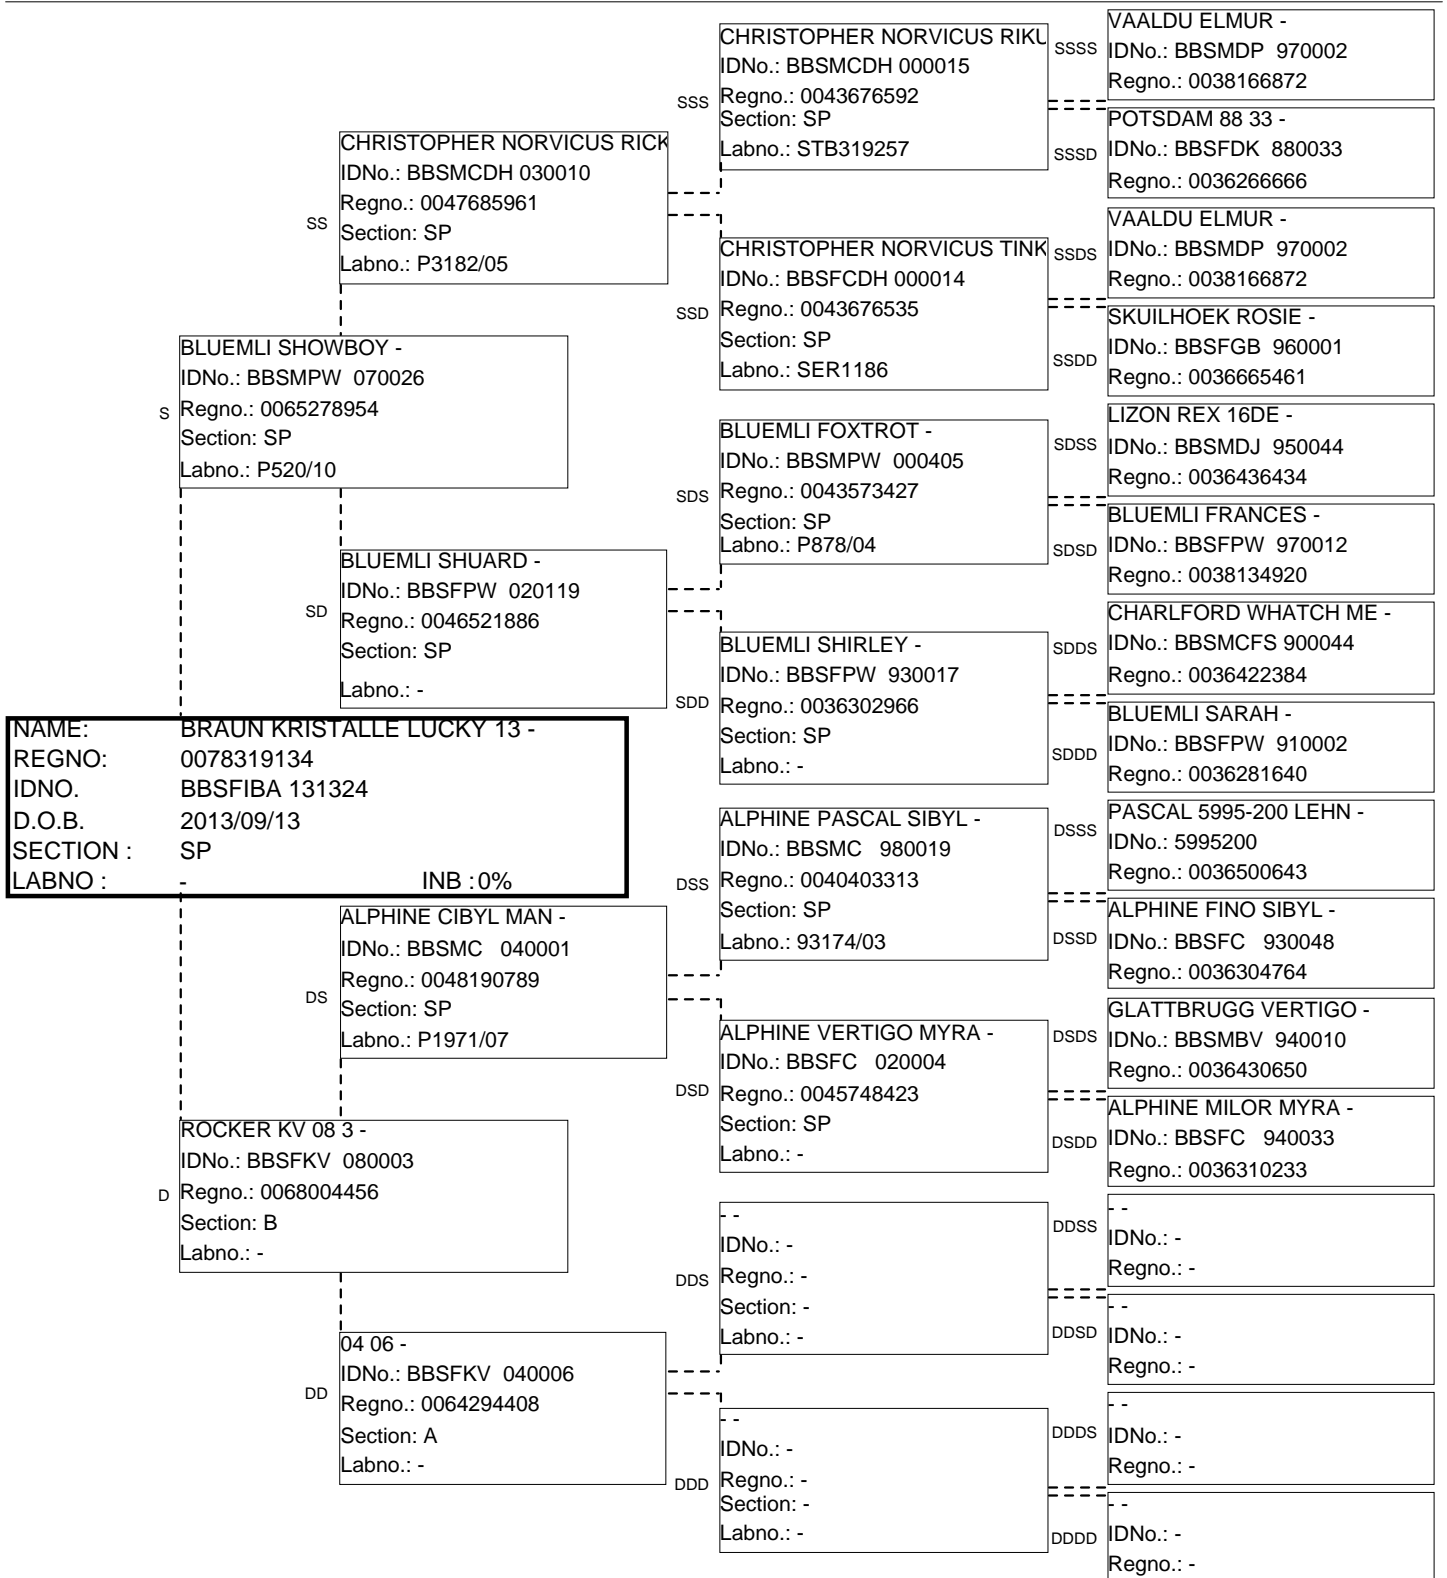 CHRISTOPHER NORVICUS RIKU
IDNo.: BBSMCDH 000015
SSS Regno.: 0043676592
Section: SP
Labno.: STB319257
VAALDU ELMUR -
SSSS IDNo.: BBSMDP 970002
Regno.: 0038166872
POTSDAM 88 33 -
SSSD IDNo.: BBSFDK 880033
Regno.: 0036266666
CHRISTOPHER NORVICUS RICK
IDNo.: BBSMCDH 030010
Regno.: 0047685961
SS Section: SP
Labno.: P3182/05
CHRISTOPHER NORVICUS TINK
IDNo.: BBSFCDH 000014
SSD Regno.: 0043676535
Section: SP
Labno.: SER1186
VAALDU ELMUR -
SSDS IDNo.: BBSMDP 970002
Regno.: 0038166872
SKUILHOEK ROSIE -
SSDD IDNo.: BBSFGB 960001
Regno.: 0036665461
BLUEMLI SHOWBOY -
IDNo.: BBSMPW 070026
S Regno.: 0065278954
Section: SP
Labno.: P520/10
BLUEMLI FOXTROT -
IDNo.: BBSMPW 000405
SDS Regno.: 0043573427
Section: SP
Labno.: P878/04
LIZON REX 16DE -
SDSS IDNo.: BBSMDJ 950044
Regno.: 0036436434
BLUEMLI FRANCES -
SDSD IDNo.: BBSFPW 970012
Regno.: 0038134920
BLUEMLI SHUARD -
IDNo.: BBSFPW 020119
SD Regno.: 0046521886
Section: SP
Labno.: -
BLUEMLI SHIRLEY -
IDNo.: BBSFPW 930017
SDD Regno.: 0036302966
Section: SP
Labno.: -
CHARLFORD WHATCH ME -
SDDS IDNo.: BBSMCFS 900044
Regno.: 0036422384
BLUEMLI SARAH -
SDDD IDNo.: BBSFPW 910002
Regno.: 0036281640
NAME: BRAUN KRISTALLE LUCKY 13 -
REGNO: 0078319134
IDNO. BBSFIBA 131324
D.O.B. 2013/09/13
SECTION : SP
LABNO : - INB : 0%
ALPHINE PASCAL SIBYL -
IDNo.: BBSMC 980019
DSS Regno.: 0040403313
Section: SP
Labno.: 93174/03
PASCAL 5995-200 LEHN -
DSSS IDNo.: 5995200
Regno.: 0036500643
ALPHINE FINO SIBYL -
DSSD IDNo.: BBSFC 930048
Regno.: 0036304764
ALPHINE CIBYL MAN -
IDNo.: BBSMC 040001
Regno.: 0048190789
DS Section: SP
Labno.: P1971/07
ALPHINE VERTIGO MYRA -
IDNo.: BBSFC 020004
DSD Regno.: 0045748423
Section: SP
Labno.: -
GLATTBRUGG VERTIGO -
DSDS IDNo.: BBSMBV 940010
Regno.: 0036430650
ALPHINE MILOR MYRA -
DSDD IDNo.: BBSFC 940033
Regno.: 0036310233
ROCKER KV 08 3 -
IDNo.: BBSFKV 080003
D Regno.: 0068004456
Section: B
Labno.: -
- -
IDNo.: -
DDS Regno.: -
Section: -
Labno.: -
- -
DDSS IDNo.: -
Regno.: -
- -
DDSD IDNo.: -
Regno.: -
04 06 -
IDNo.: BBSFKV 040006
DD Regno.: 0064294408
Section: A
Labno.: -
- -
IDNo.: -
DDD Regno.: -
Section: -
Labno.: -
- -
DDDS IDNo.: -
Regno.: -
- -
DDDD IDNo.: -
Regno.: -